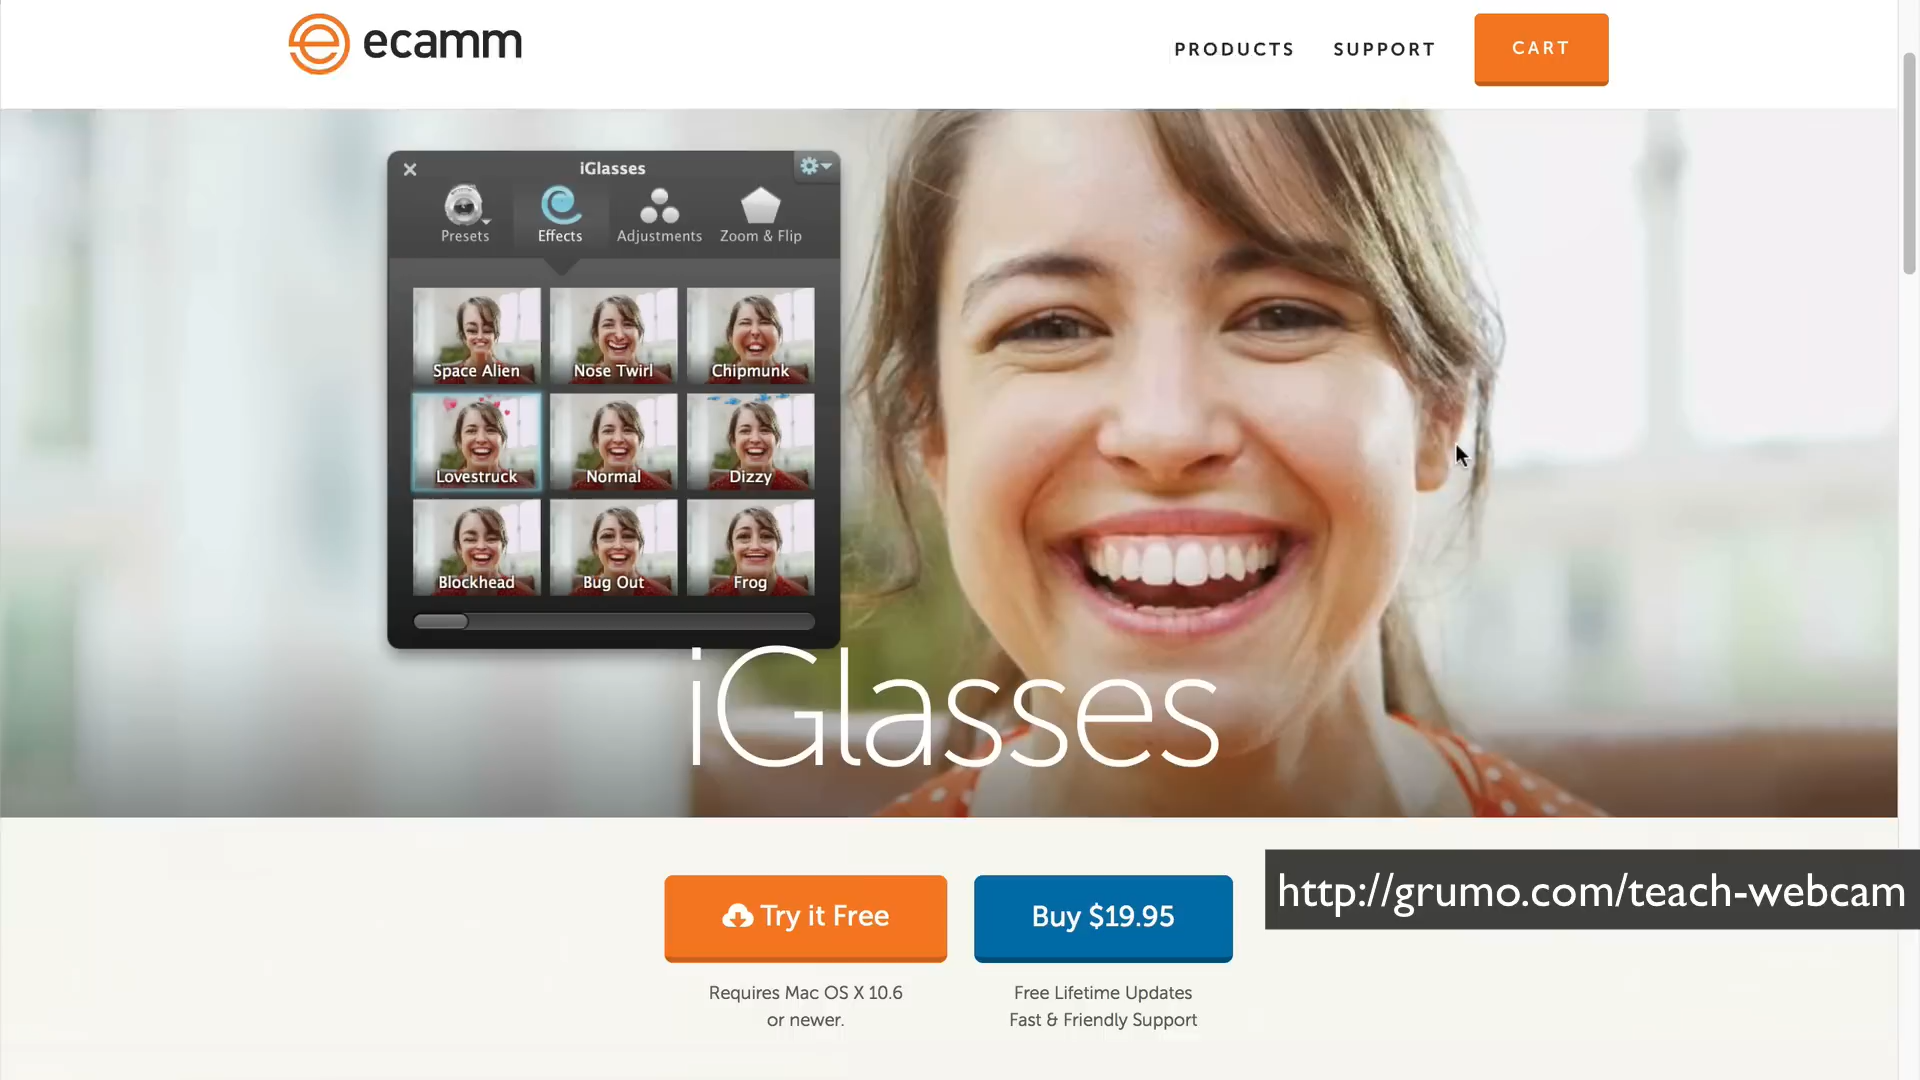 ecamm
PRODUCTS
SUPPORT
CART
iGlasses
Presets
Effects
Adjustments
Zoom & Flip
Space Alien
Nose Twirl
Chipmunk
Lovestruck
Normal
Dizzy
Blockhead
Bug Out
Frog
iGlasses
Try it Free
Buy $19.95
http://grumo.com/teach-webcam
Requires Mac OS X 10.6
or newer.
Free Lifetime Updates
Fast & Friendly Support